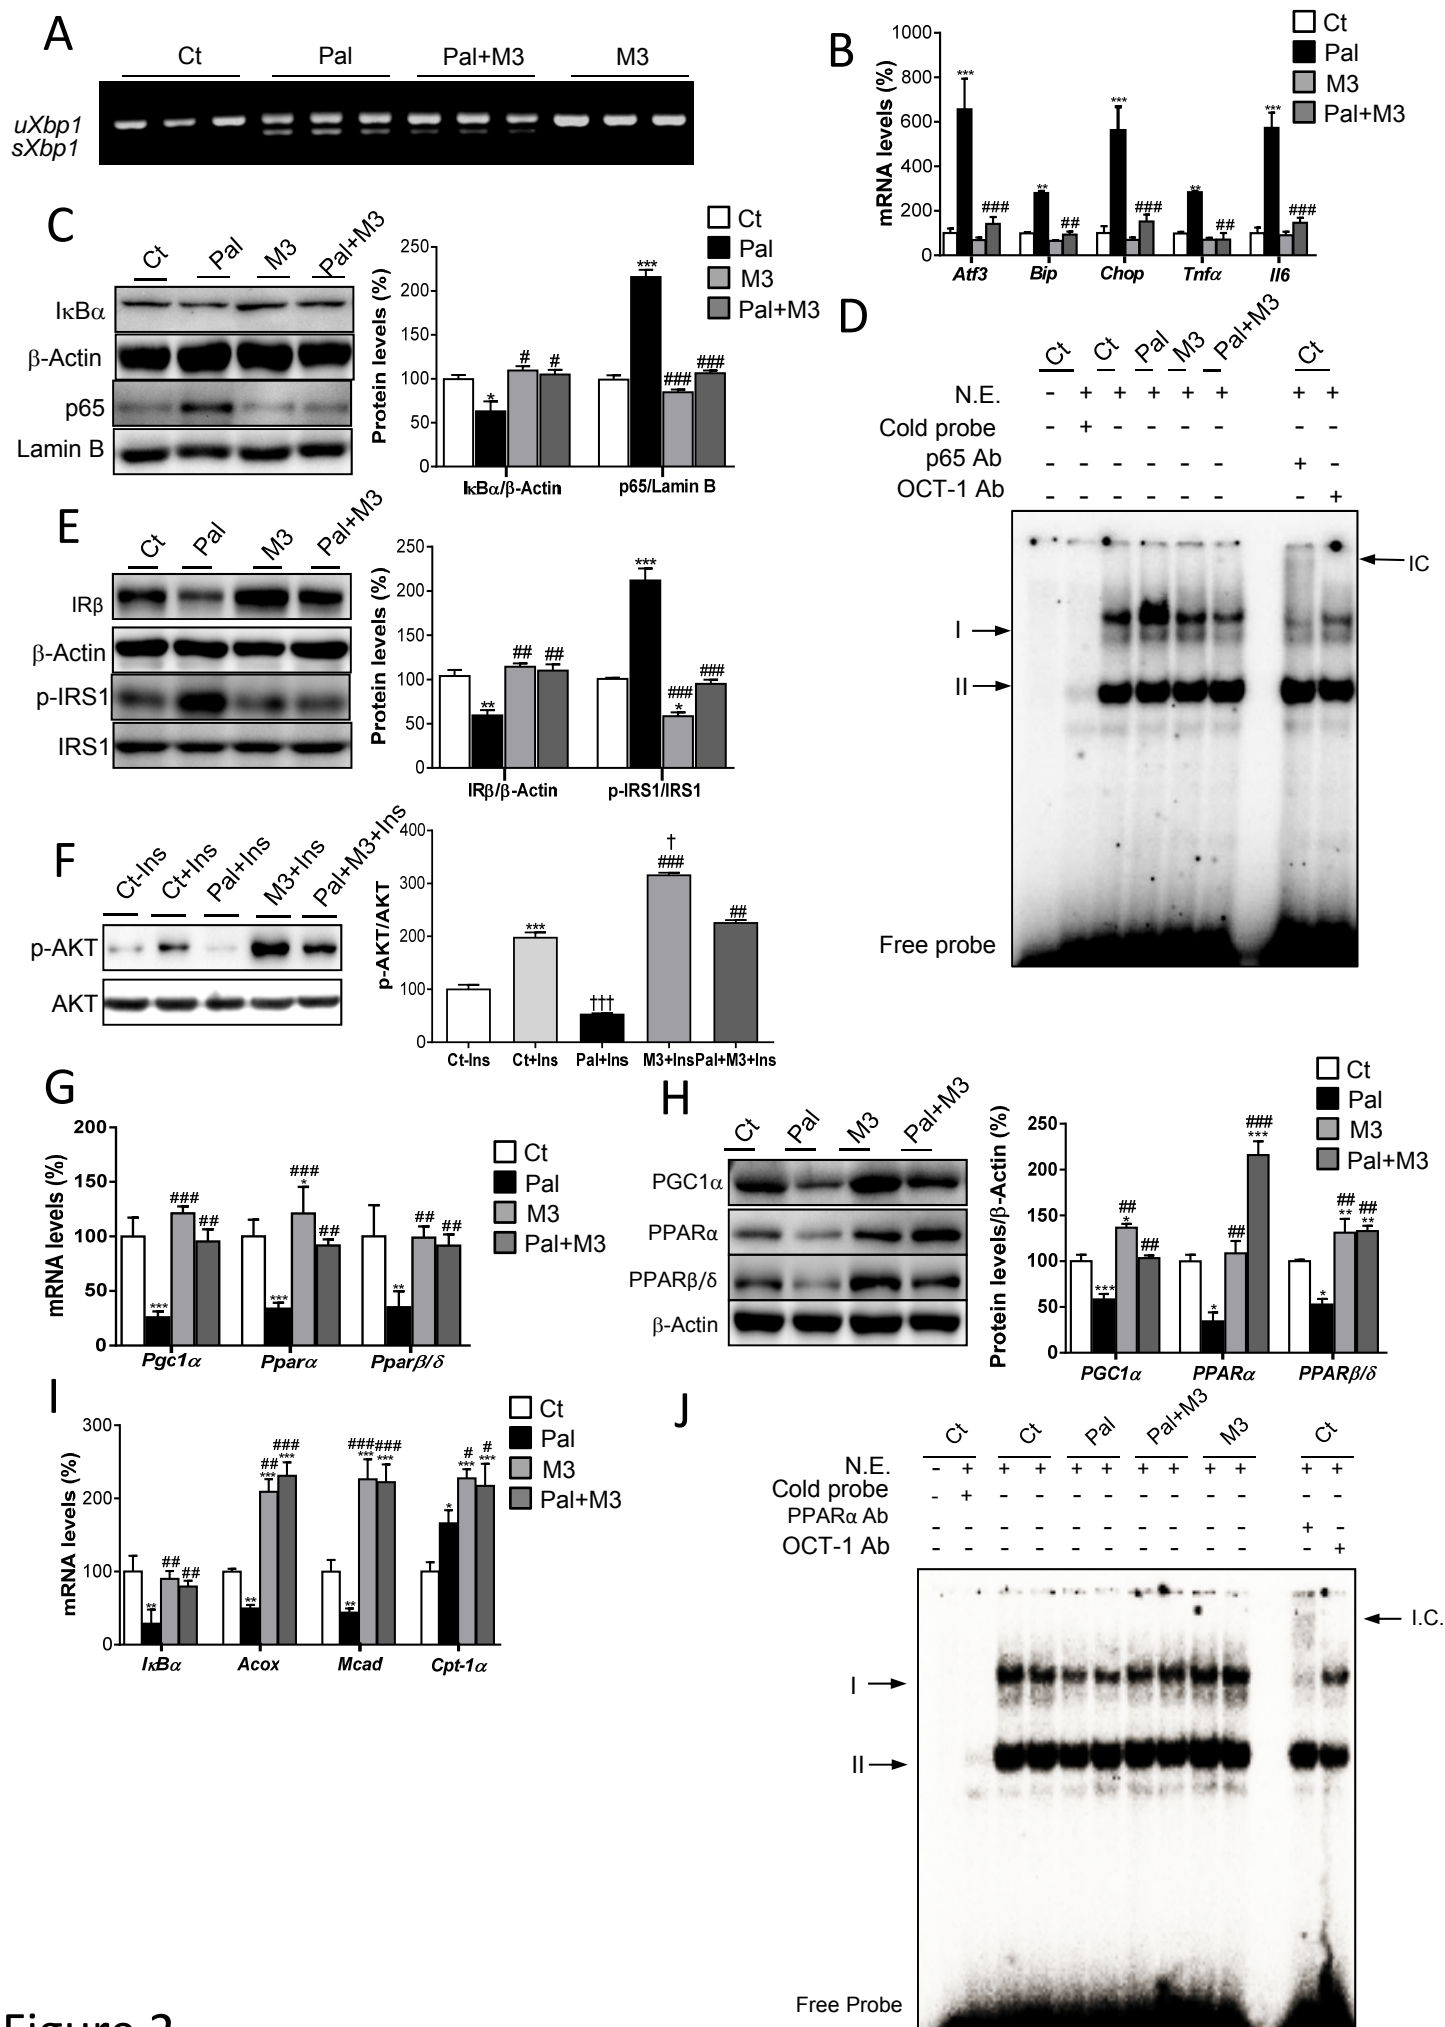 A
Ct Pal Pal+M3 M3
uXbp1
sXbp1
B
mRNA levels (%)
1000
800
600
400
200
0
*** ** *** ** ***
### ## ### ## ###
Atf3 Bip Chop Tnfα Il6
Ct
Pal
M3
Pal+M3
C
Ct Pal M3 Pal+M3
IκBα
β-Actin
p65
Lamin B
Protein levels (%)
250
200
150
100
50
0
* # # *** ### ###
IκBα/β-Actin p65/Lamin B
Ct
Pal
M3
Pal+M3
D
Ct Ct Pal M3 Pal+M3 Ct
N.E. - + + + + + + +
Cold probe - + - - - - - -
p65 Ab - - - - - - + -
OCT-1 Ab - - - - - - - +
IC
I
II
Free probe
E
Ct Pal M3 Pal+M3
IRβ
β-Actin
p-IRS1
IRS1
Protein levels (%)
250
200
150
100
50
0
** ## ## *** ### * ###
IRβ/β-Actin p-IRS1/IRS1
F
Ct-Ins Ct+Ins Pal+Ins M3+Ins Pal+M3+Ins
p-AKT
AKT
p-AKT/AKT
400
300
200
100
0
*** ††† † ### ##
Ct-Ins Ct+Ins Pal+Ins M3+Ins Pal+M3+Ins
G
mRNA levels (%)
200
150
100
50
0
*** ### ## *** ### * ## ** ## ##
Pgc1α Pparα Pparβ/δ
Ct
Pal
M3
Pal+M3
H
Ct Pal M3 Pal+M3
PGC1α
PPARα
PPARβ/δ
β-Actin
Protein levels/β-Actin (%)
250
200
150
100
50
0
*** ## * ## * ## ### *** * ## ** ## **
PGC1α PPARα PPARβ/δ
Ct
Pal
M3
Pal+M3
I
mRNA levels (%)
300
200
100
0
** ## ## ** ## *** ### *** ** ### *** ### *** * # *** # ***
IκBα Acox Mcad Cpt-1α
Ct
Pal
M3
Pal+M3
J
Ct Ct Pal Pal+M3 M3 Ct
N.E. - + + + + + + + + + + +
Cold probe - + - - - - - - - - - -
PPARα Ab - - - - - - - - - - + -
OCT-1 Ab - - - - - - - - - - - +
I.C.
I
II
Free Probe